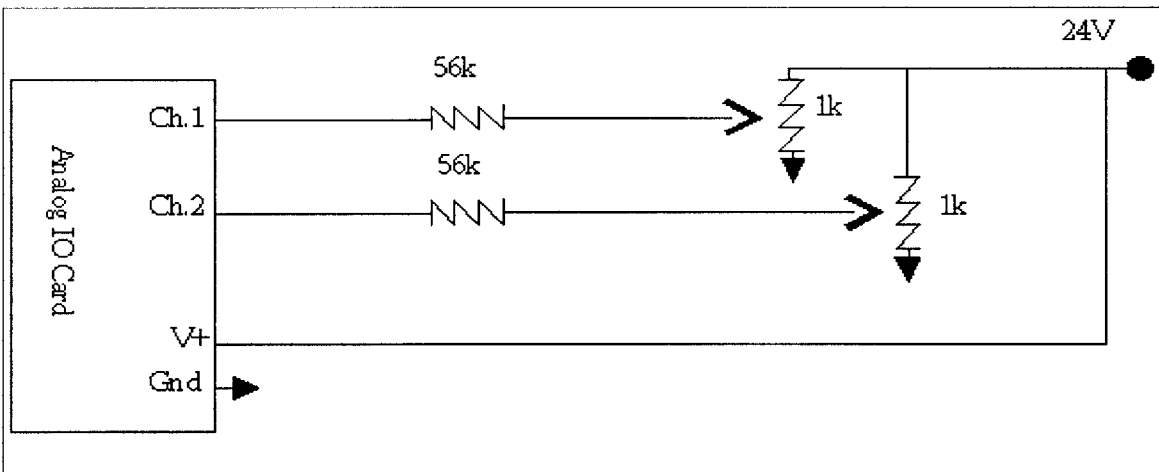 24V
56k
Ch.1
1k
56k
Ch.2
1k
Analog IO Card
V+
Gnd